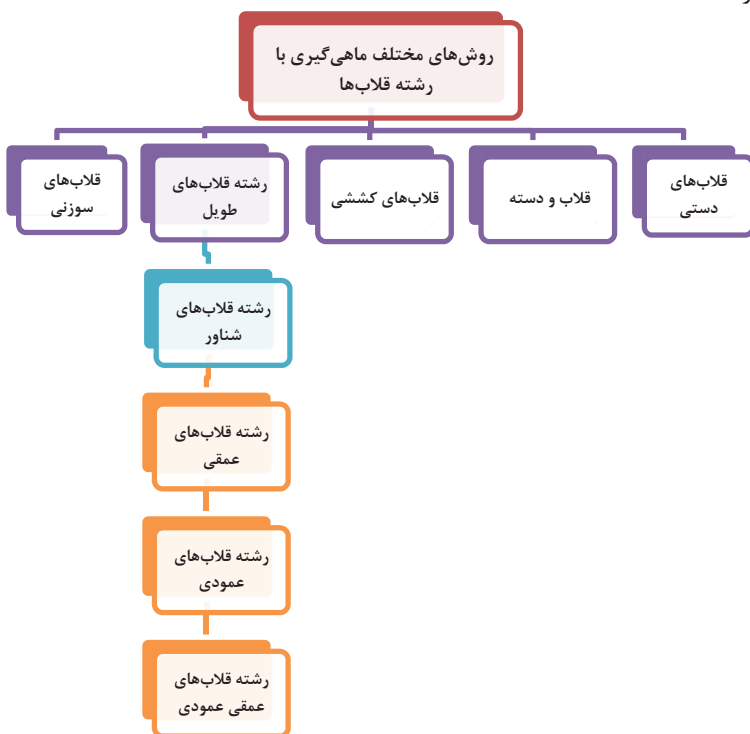 روش‌های مختلف ماهی‌گیری با
رشته قلاب‌ها
قلاب‌های
دستی
قلاب و دسته
قلاب‌های کششی
رشته قلاب‌های
طویل
قلاب‌های
سوزنی
رشته قلاب‌های
شناور
رشته قلاب‌های
عمقی
رشته قلاب‌های
عمودی
رشته قلاب‌های
عمقی عمودی